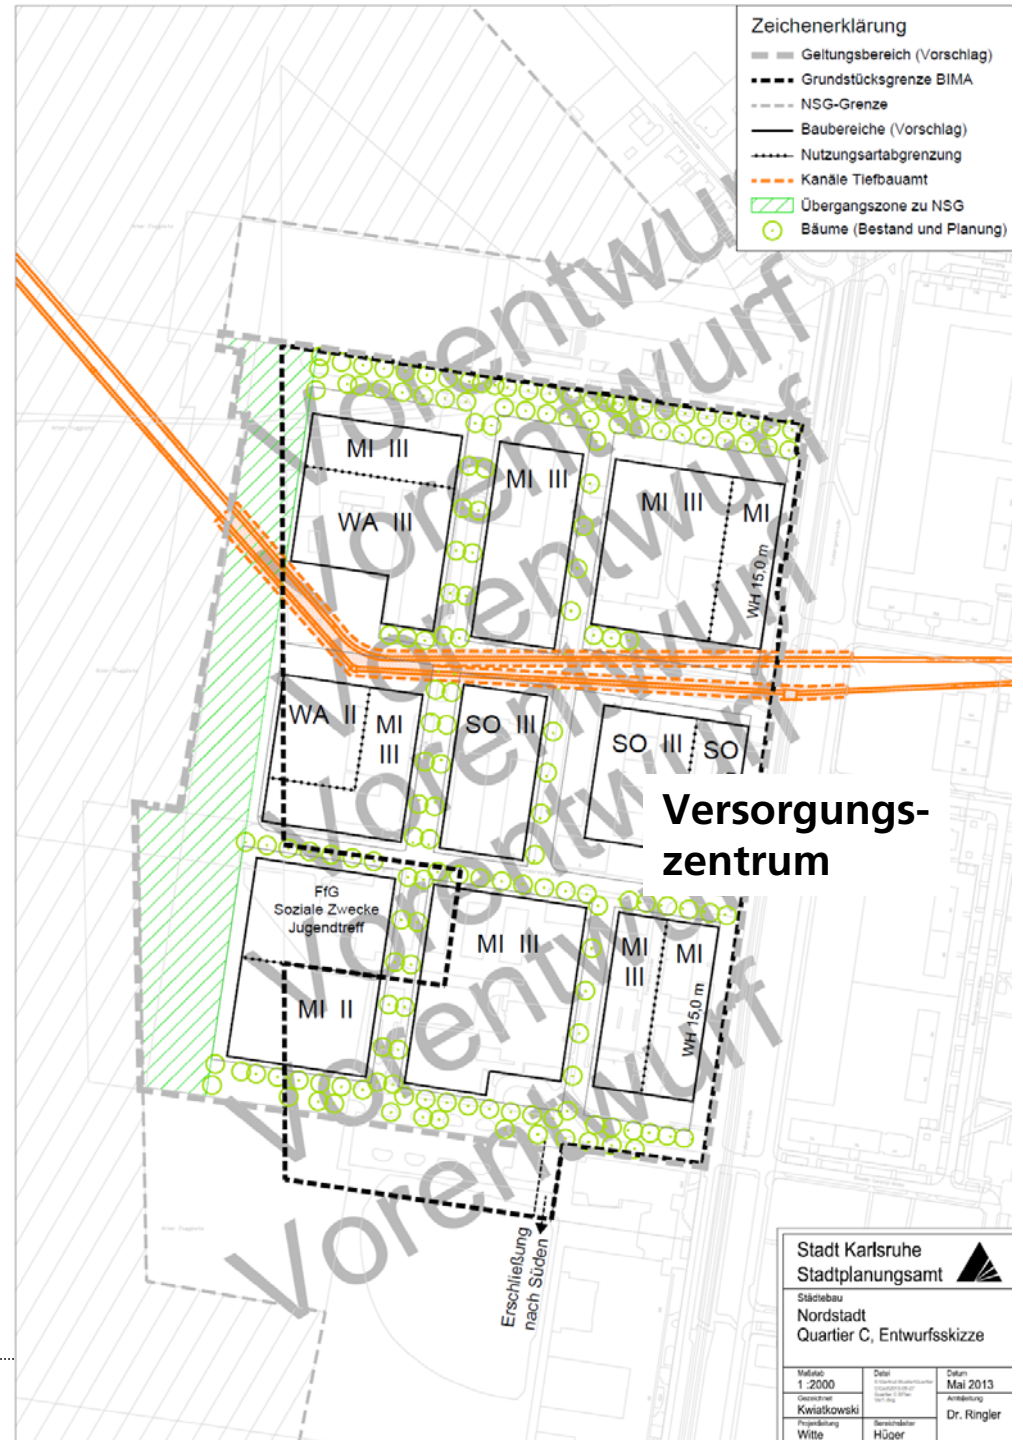 Zeichenerklärung
Geltungsbereich (Vorschlag)
Grundstücksgrenze BIMA
NSG-Grenze
Baubereiche (Vorschlag)
Nutzungsartabgrenzung
Kanäle Tiefbauamt
Übergangszone zu NSG
Bäume (Bestand und Planung)
Vorentwurf
Vorentwurf
Vorentwurf
Vorentwurf
Vorentwurf
Vorentwurf
Vorentwurf
MI III
WA III
MI III
MI III
MI
WH 15,0 m
WA II
MI
III
SO III
SO III
SO
Versorgungs-
zentrum
FfG
Soziale Zwecke
Jugendtreff
MI II
MI III
MI
III
MI
WH 15,0 m
Erschließung
nach Süden
Stadt Karlsruhe
Stadtplanungsamt
Städtebau
Nordstadt
Quartier C, Entwurfsskizze
Maßstab
1 :2000
Datei
Datum
Mai 2013
Gezeichnet
Kwiatkowski
Amtsleitung
Dr. Ringler
Projektleitung
Witte
Bereichsleiter
Hüger